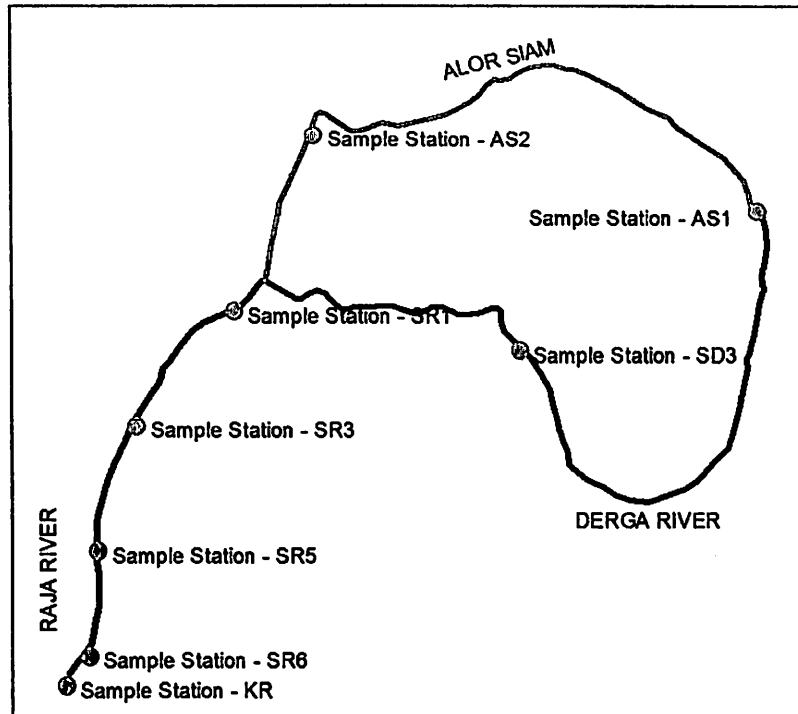 ALOR SIAM
Sample Station - AS2
Sample Station - AS1
Sample Station - SR1
Sample Station - SD3
Sample Station - SR3
DERGA RIVER
RAJA RIVER
Sample Station - SR5
Sample Station - SR6
Sample Station - KR